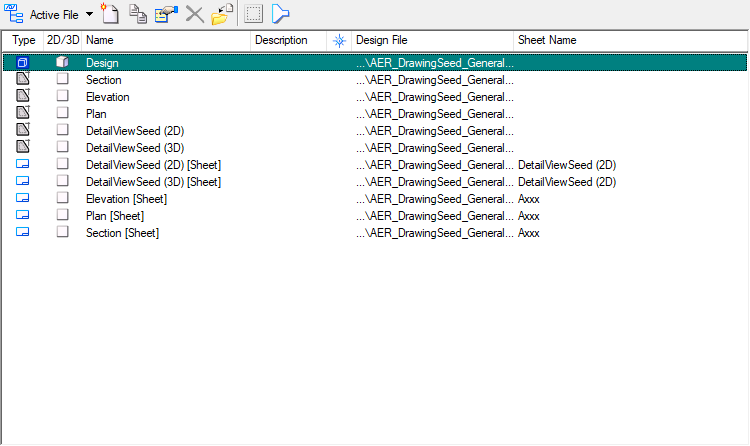 Active File
Type 2D/3D Name Description Design File Sheet Name
Design ...\AER_DrawingSeed_General...
Section ...\AER_DrawingSeed_General...
Elevation ...\AER_DrawingSeed_General...
Plan ...\AER_DrawingSeed_General...
DetailViewSeed (2D) ...\AER_DrawingSeed_General...
DetailViewSeed (3D) ...\AER_DrawingSeed_General...
DetailViewSeed (2D) [Sheet] ...\AER_DrawingSeed_General... DetailViewSeed (2D)
DetailViewSeed (3D) [Sheet] ...\AER_DrawingSeed_General... DetailViewSeed (2D)
Elevation [Sheet] ...\AER_DrawingSeed_General... Axxx
Plan [Sheet] ...\AER_DrawingSeed_General... Axxx
Section [Sheet] ...\AER_DrawingSeed_General... Axxx